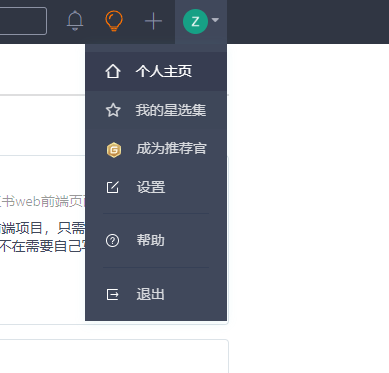 Z
个人主页
我的星选集
成为推荐官
设置
书web前端页
前端项目，只需
帮助
不在需要自己
退出